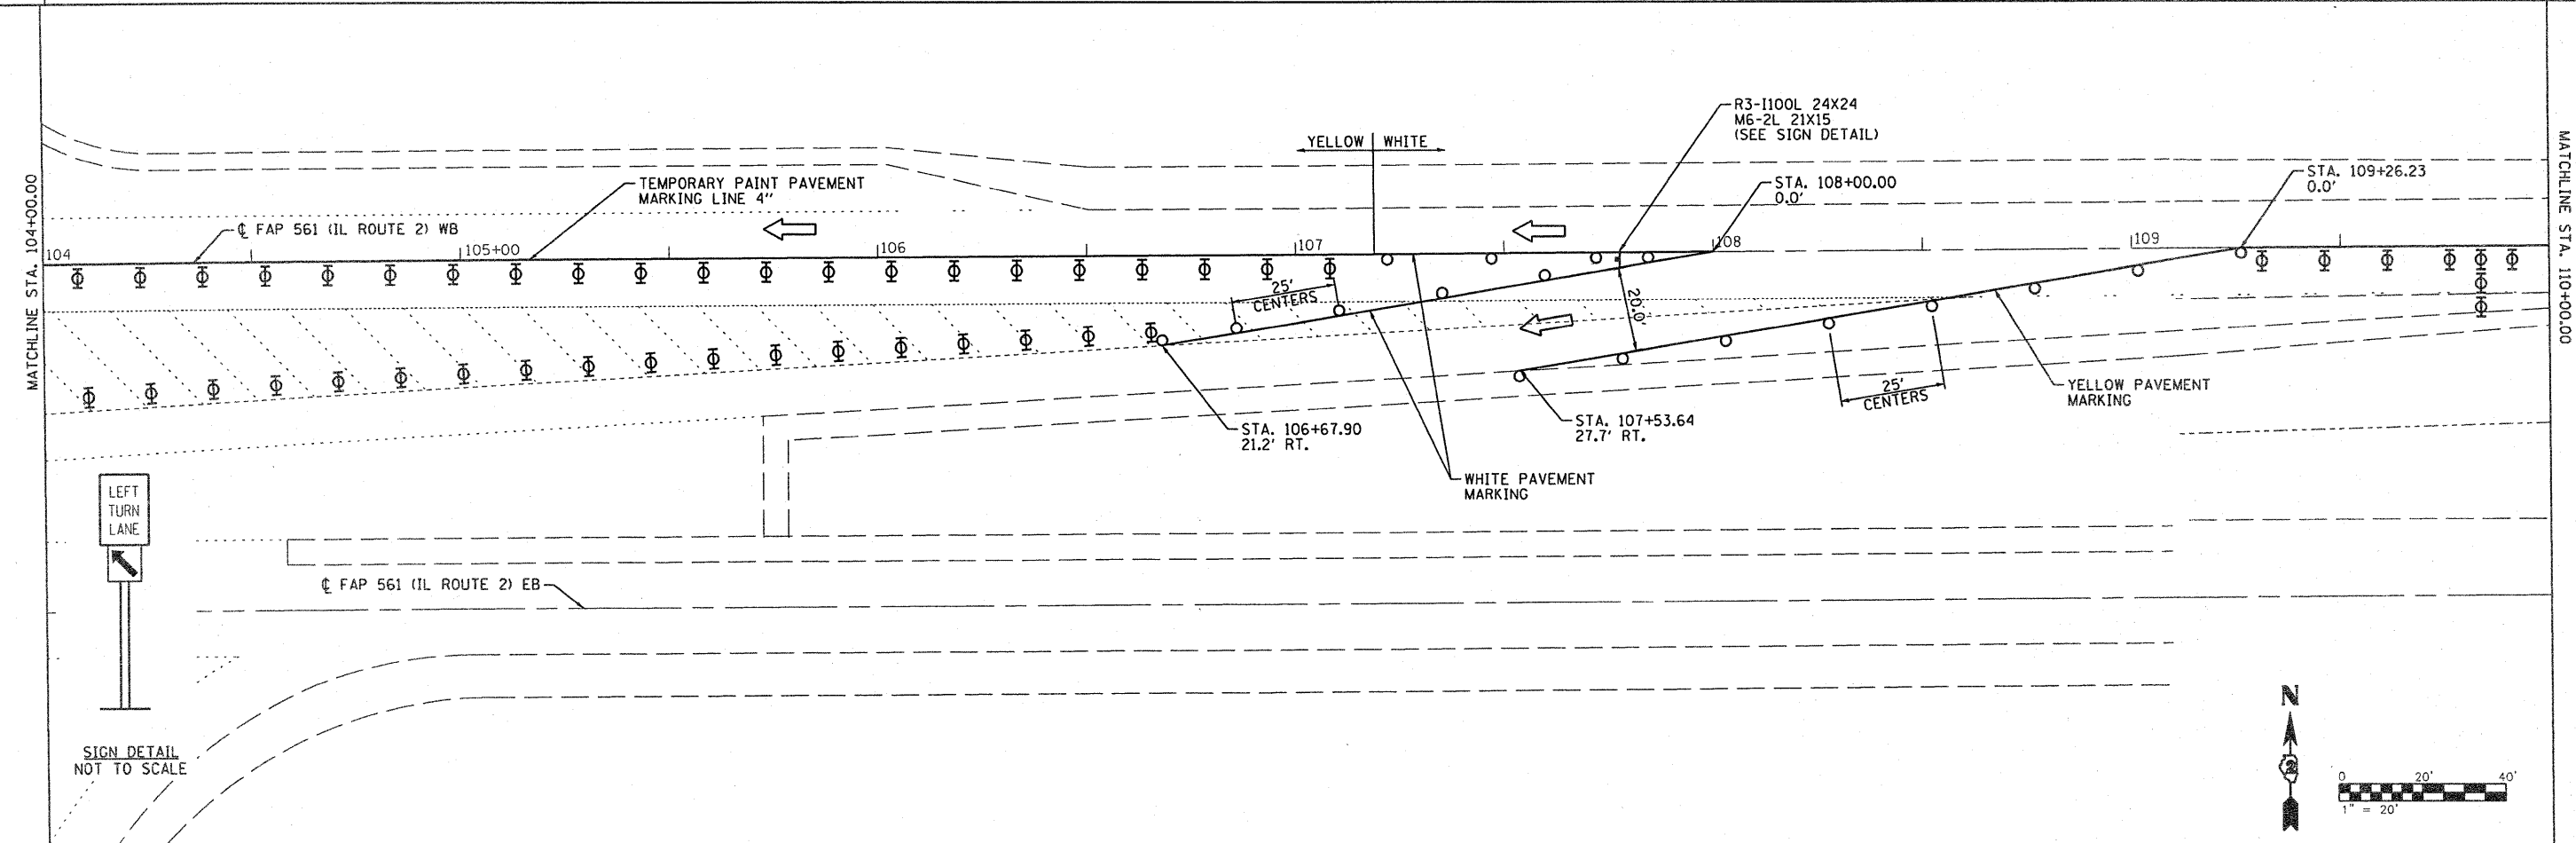 R3-I100L 24X24
M6-2L 21X15
(SEE SIGN DETAIL)
YELLOW WHITE
MATCHLINE STA. 104+00.00
MATCHLINE STA. 110+00.00
TEMPORARY PAINT PAVEMENT
MARKING LINE 4"
STA. 108+00.00
0.0'
STA. 109+26.23
0.0'
℄ FAP 561 (IL ROUTE 2) WB
104
105+00
106
107
108
109
25'
CENTERS
20.0'
25'
CENTERS
YELLOW PAVEMENT
MARKING
STA. 106+67.90
21.2' RT.
STA. 107+53.64
27.7' RT.
WHITE PAVEMENT
MARKING
LEFT
TURN
LANE
℄ FAP 561 (IL ROUTE 2) EB
SIGN DETAIL
NOT TO SCALE
N
2
0 20' 40'
1" = 20'